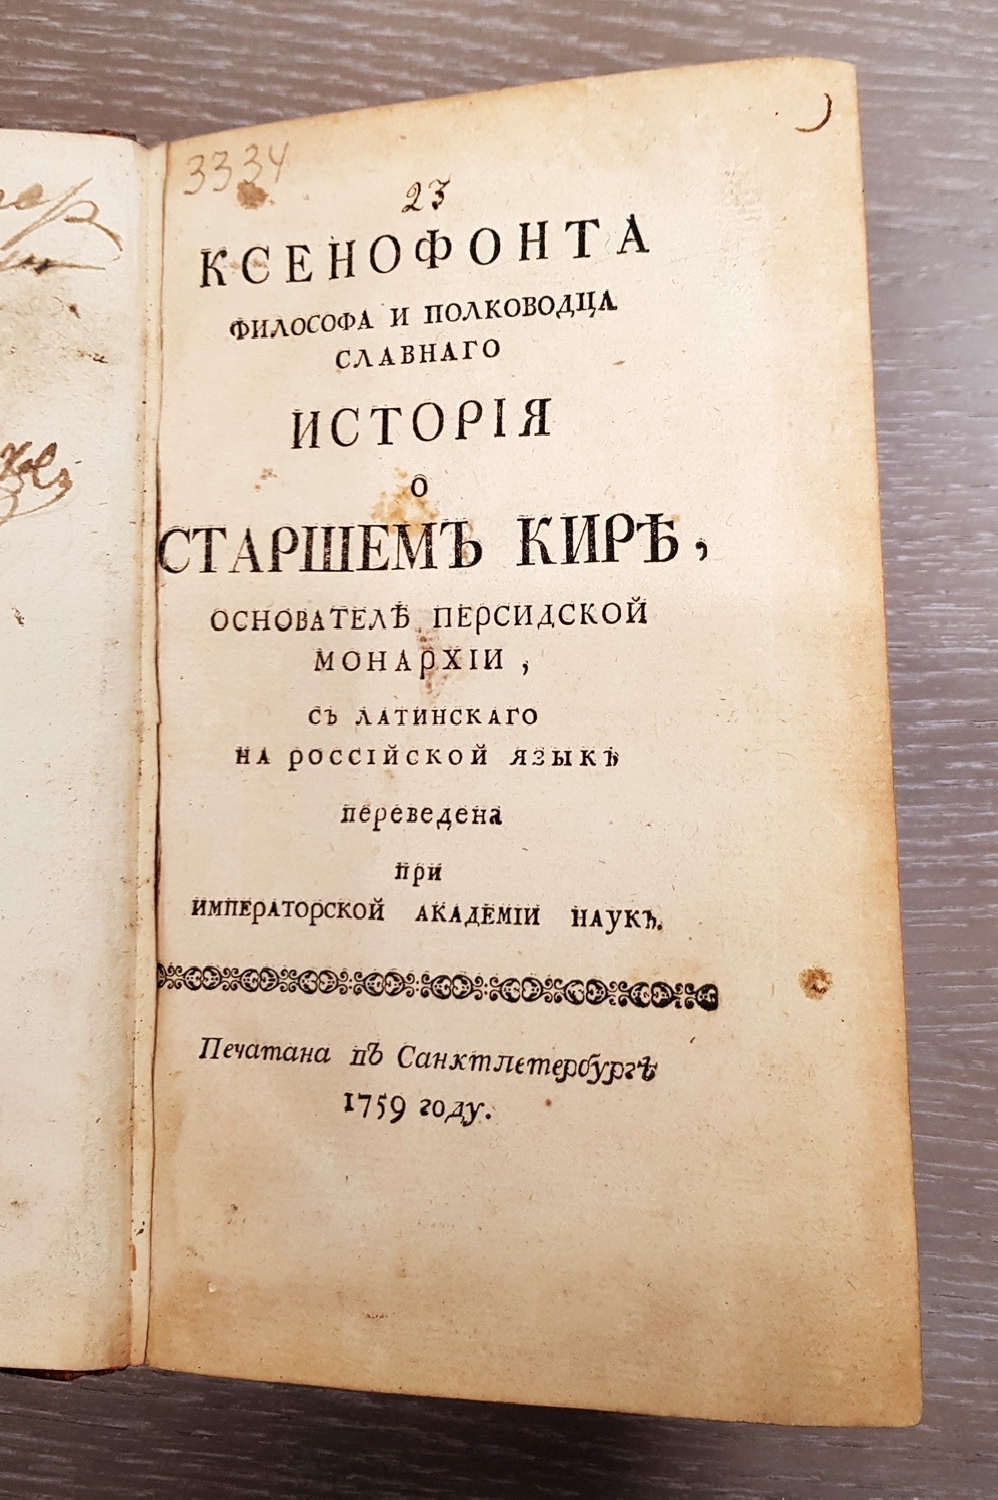 3334
23
КСЕНОФОНТА
ФИЛОСОФА И ПОЛКОВОДЦА
СЛАВНАГО
ИСТОРІЯ
О
СТАРШЕМЪ КИРѢ,
ОСНОВАТЕЛѢ ПЕРСИДСКОЙ
МОНАРХІИ,
СЪ ЛАТИНСКАГО
НА РОССІЙСКОЙ ЯЗЫКЪ
переведена
при
ИМПЕРАТОРСКОЙ АКАДЕМІИ НАУКЪ.
Печатана въ Санктпетербургѣ
1759 году.